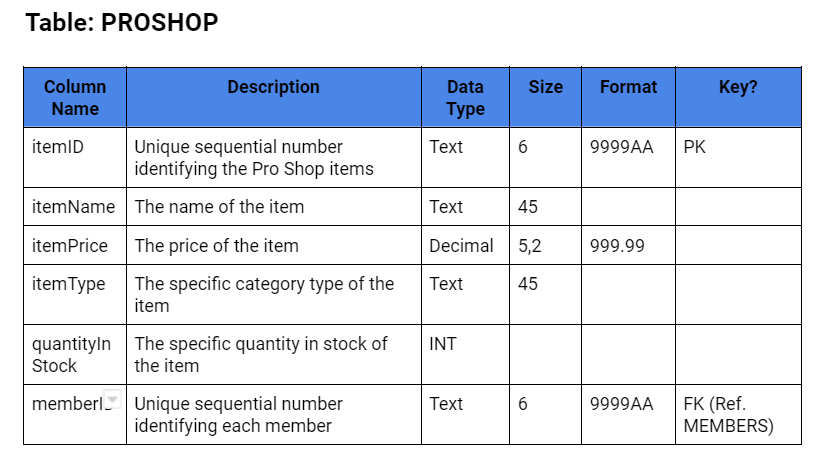 Table: PROSHOP
Column Name Description Data Type Size Format Key?
itemID Unique sequential number identifying the Pro Shop items Text 6 9999AA PK
itemName The name of the item Text 45
itemPrice The price of the item Decimal 5,2 999.99
itemType The specific category type of the item Text 45
quantityIn Stock The specific quantity in stock of the item INT
Unique sequential number identifying each member Text 6 9999AA FK (Ref. MEMBERS)